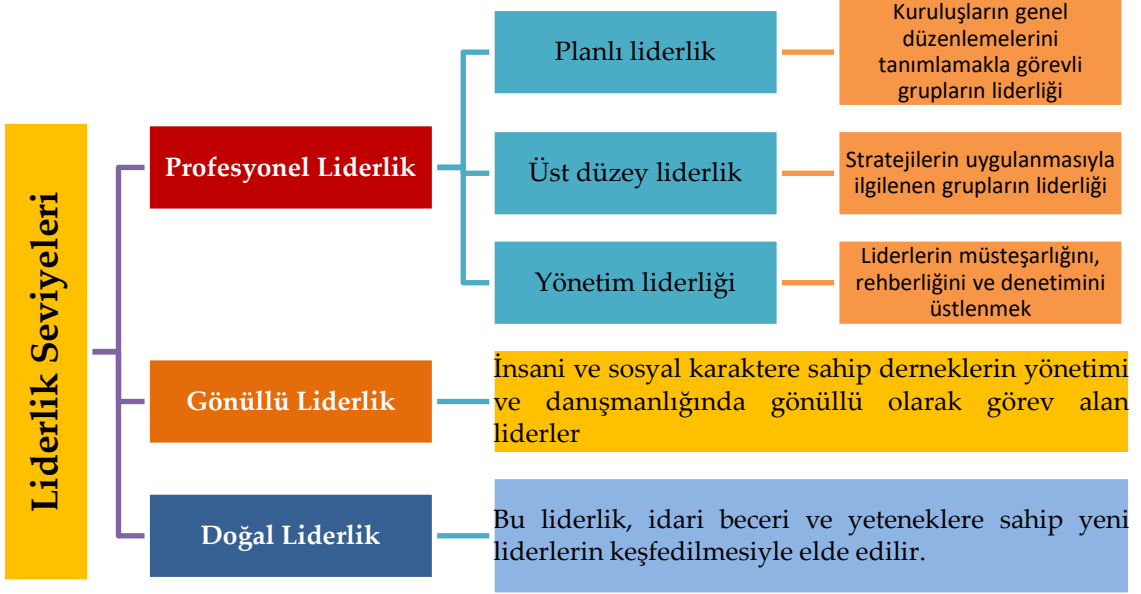 Liderlik Seviyeleri
Profesyonel Liderlik
Planlı liderlik
Kuruluşların genel
düzenlemelerini
tanımlamakla görevli
grupların liderliği
Üst düzey liderlik
Stratejilerin uygulanmasıyla
ilgilenen grupların liderliği
Yönetim liderliği
Liderlerin müsteşarlığını,
rehberliğini ve denetimini
üstlenmek
Gönüllü Liderlik
İnsani ve sosyal karaktere sahip derneklerin yönetimi
ve danışmanlığında gönüllü olarak görev alan
liderler
Doğal Liderlik
Bu liderlik, idari beceri ve yeteneklere sahip yeni
liderlerin keşfedilmesiyle elde edilir.